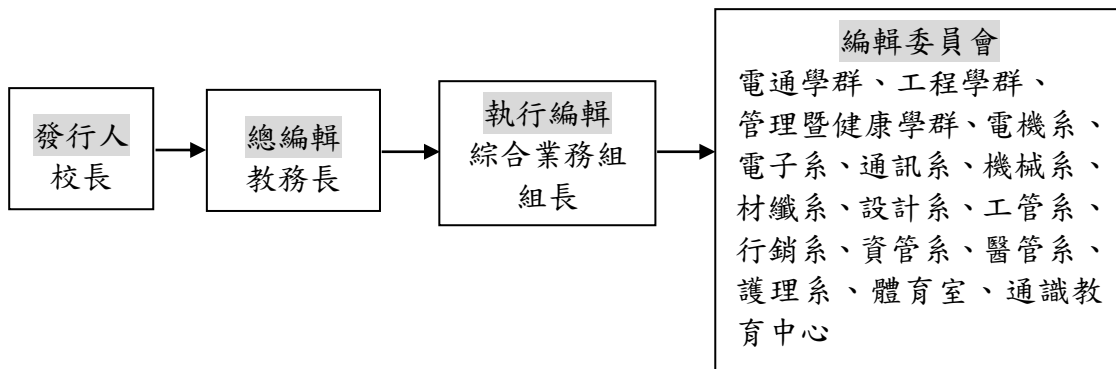 發行人
校長
總編輯
教務長
執行編輯
綜合業務組
組長
編輯委員會
電通學群、工程學群、
管理暨健康學群、電機系、
電子系、通訊系、機械系、
材纖系、設計系、工管系、
行銷系、資管系、醫管系、
護理系、體育室、通識教
育中心